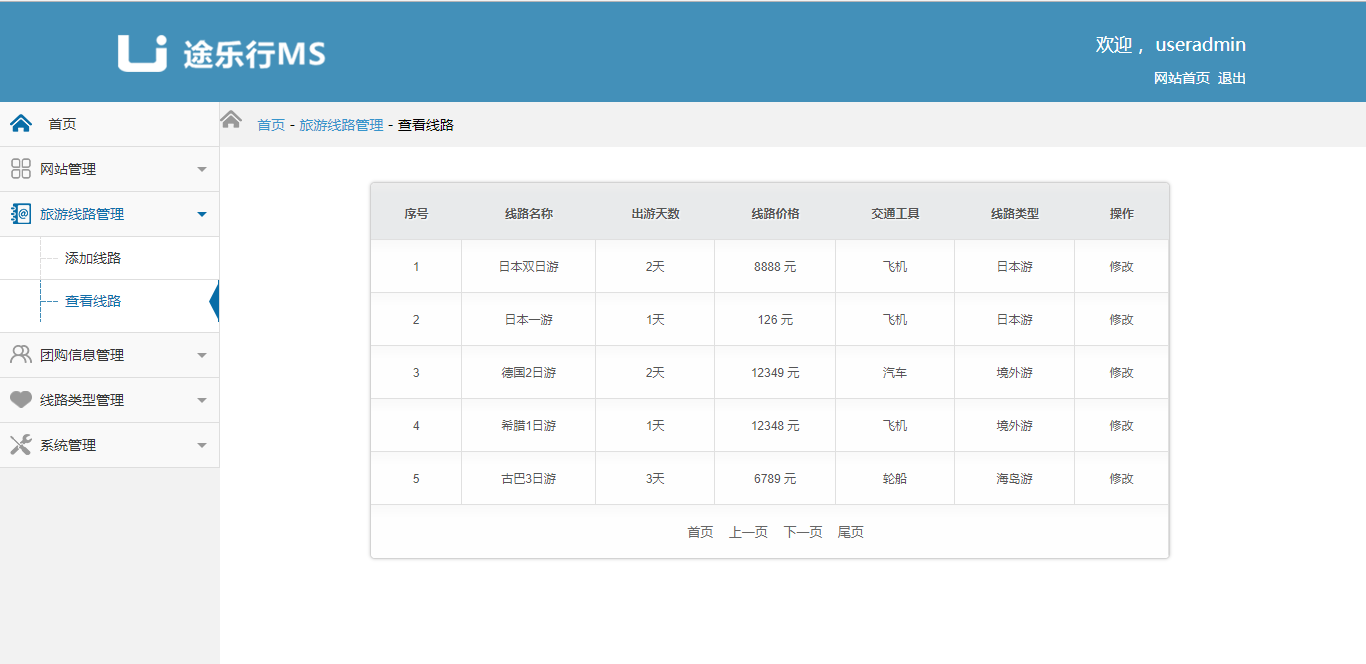 途乐行MS
欢迎 ，useradmin
网站首页 退出
首页
网站管理
旅游线路管理
添加线路
查看线路
团购信息管理
线路类型管理
系统管理
首页 - 旅游线路管理 - 查看线路
序号 线路名称 出游天数 线路价格 交通工具 线路类型 操作
1 日本双日游 2天 8888 元 飞机 日本游 修改
2 日本一游 1天 126 元 飞机 日本游 修改
3 德国2日游 2天 12349 元 汽车 境外游 修改
4 希腊1日游 1天 12348 元 飞机 境外游 修改
5 古巴3日游 3天 6789 元 轮船 海岛游 修改
首页 上一页 下一页 尾页